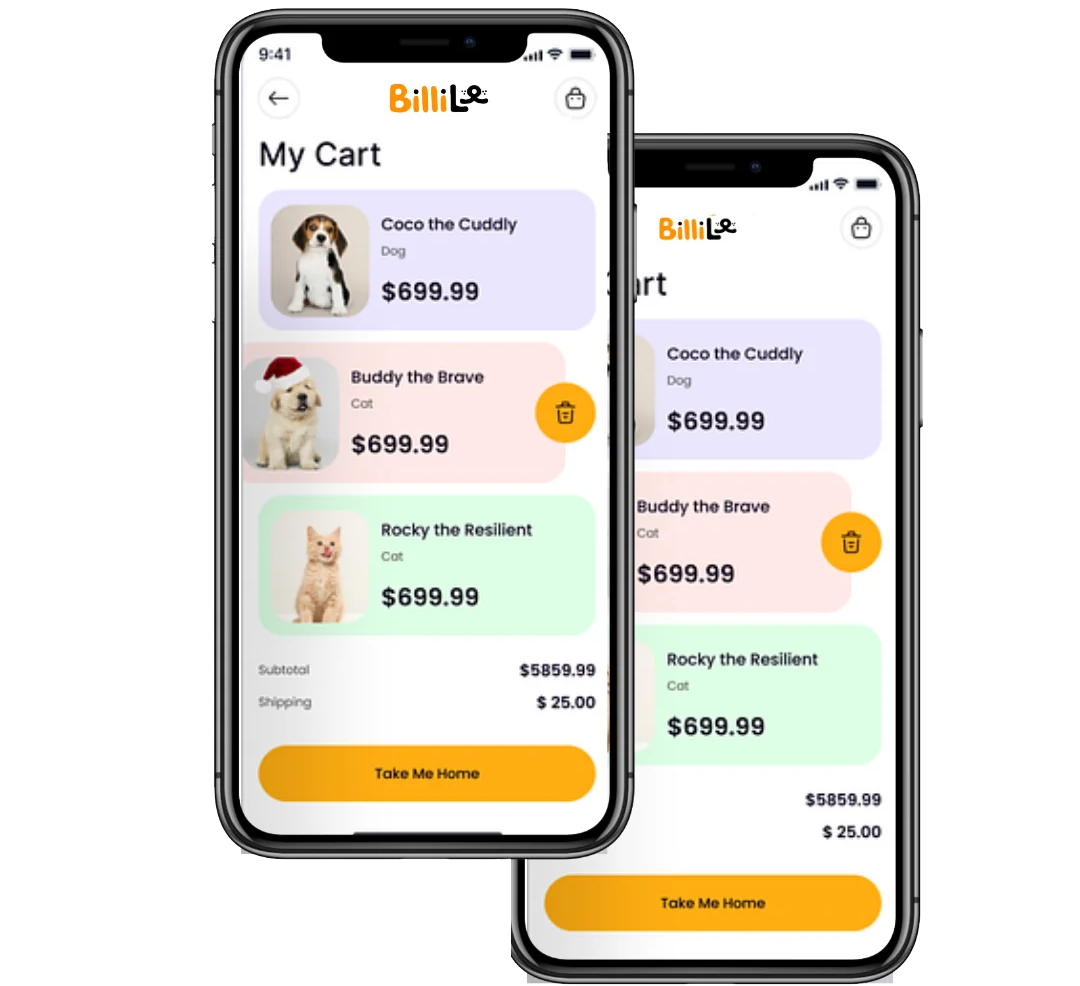 9:41
BilliLe
My Cart
Coco the Cuddly
Dog
$699.99
Buddy the Brave
Cat
$699.99
Rocky the Resilient
Cat
$699.99
Subtotal $5859.99
Shipping $ 25.00
Take Me Home
BilliLe
art
Coco the Cuddly
Dog
$699.99
Buddy the Brave
Cat
$699.99
Rocky the Resilient
Cat
$699.99
$5859.99
$ 25.00
Take Me Home